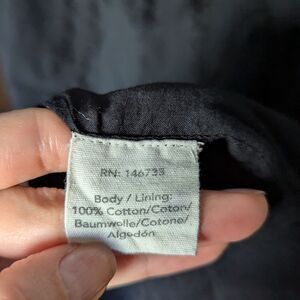 RN: 146733
Body / Lining
100% Cotton/Coton/
Baumwolle/Cotone/
Algodón